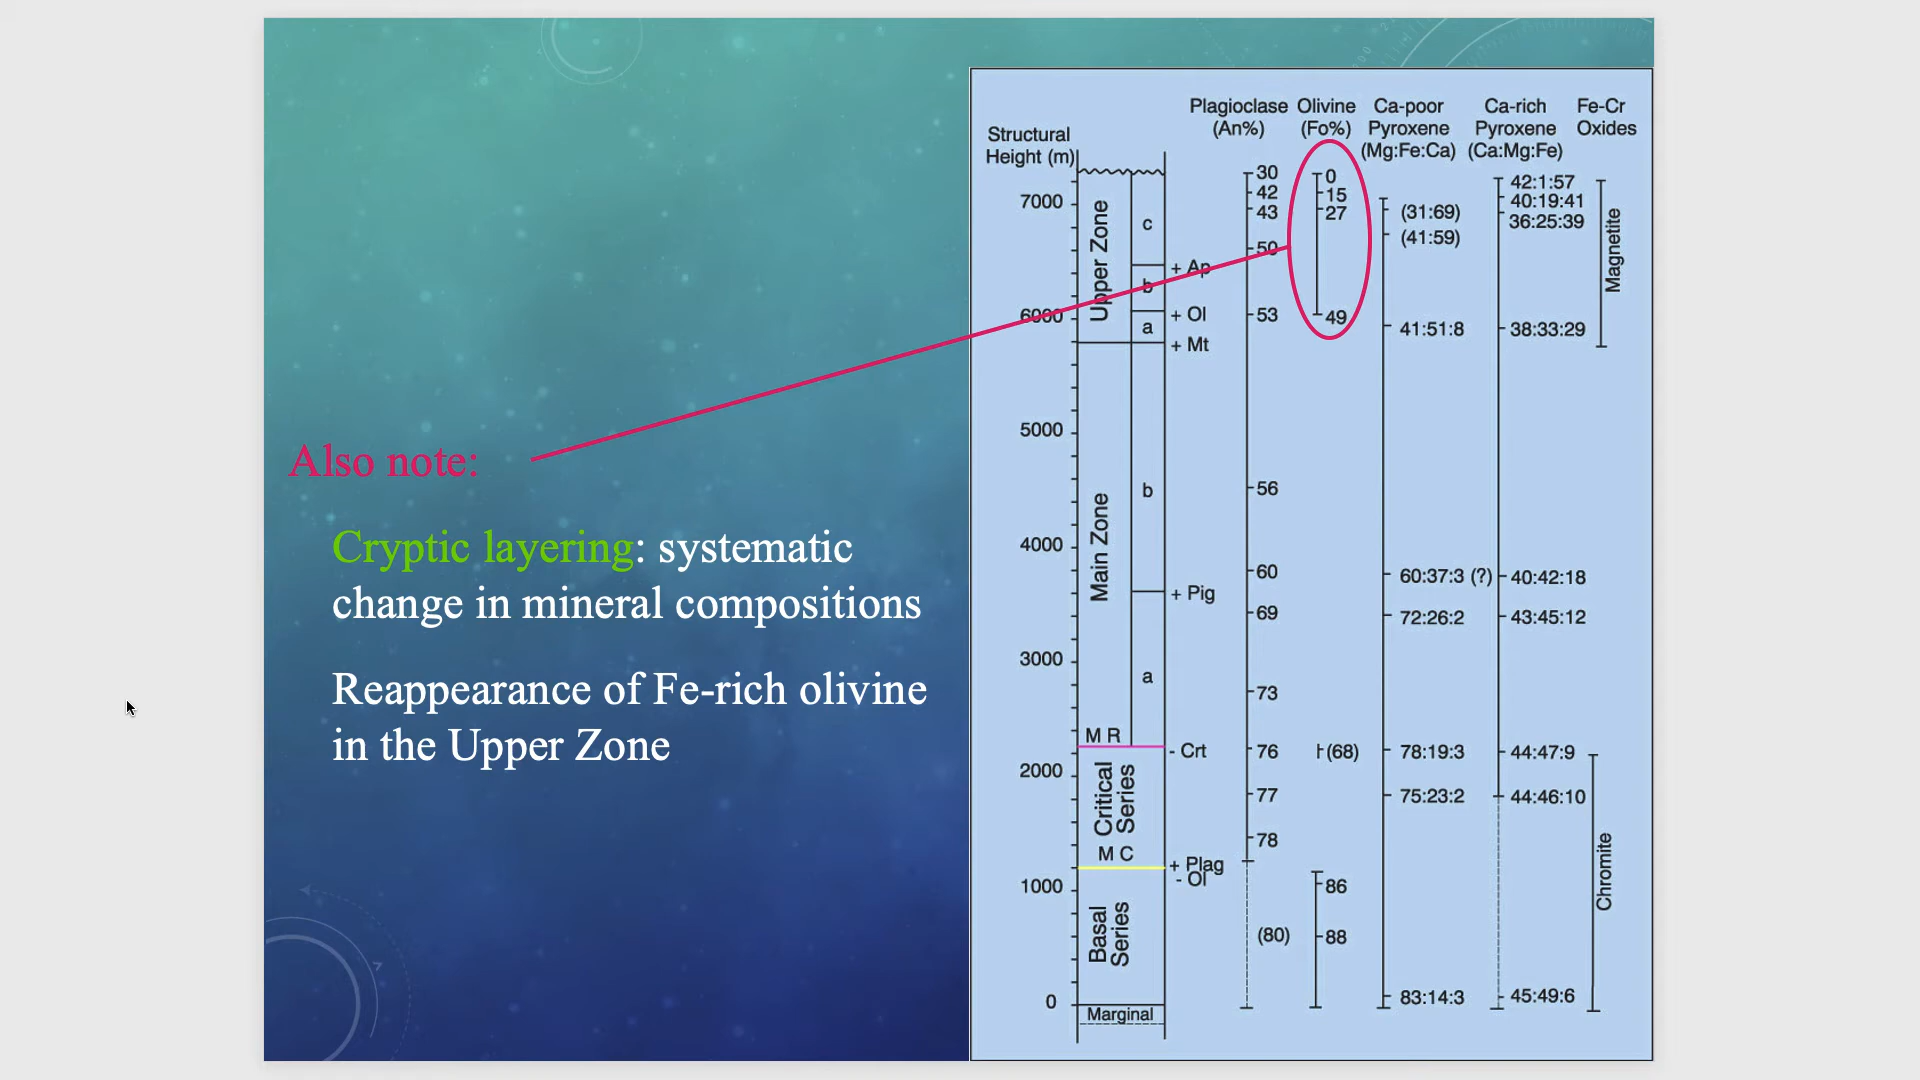 Also note:
Cryptic layering: systematic
change in mineral compositions
Reappearance of Fe-rich olivine
in the Upper Zone
Structural
Height (m)
Plagioclase
(An%)
Olivine
(Fo%)
Ca-poor
Pyroxene
(Mg:Fe:Ca)
Ca-rich
Pyroxene
(Ca:Mg:Fe)
Fe-Cr
Oxides
7000
6000
5000
4000
3000
2000
1000
0
Upper Zone
c
b
a
Main Zone
b
a
M R
Critical
Series
M C
Basal
Series
Marginal
+ Ap
+ Ol
+ Mt
+ Pig
- Crt
+ Plag
- Ol
30
42
43
50
53
56
60
69
73
76
77
78
(80)
0
15
27
49
(68)
86
88
(31:69)
(41:59)
41:51:8
60:37:3 (?)
72:26:2
78:19:3
75:23:2
83:14:3
42:1:57
40:19:41
36:25:39
38:33:29
40:42:18
43:45:12
44:47:9
44:46:10
45:49:6
Magnetite
Chromite